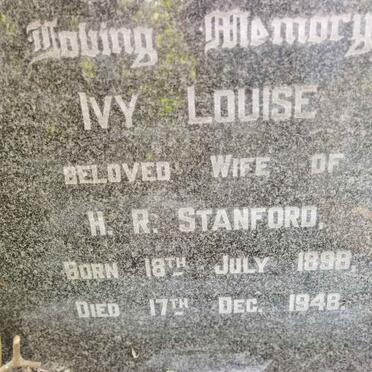 Loving Memory
IVY LOUISE
BELOVED WIFE OF
H. R. STANFORD,
BORN 18TH JULY 1898,
DIED 17TH DEC. 1948.